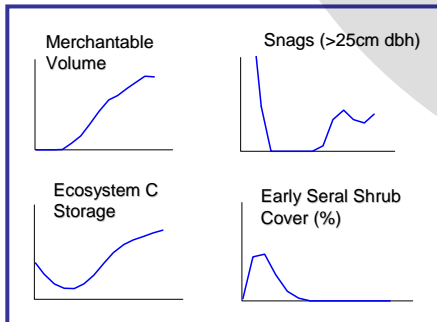 Merchantable
Volume
Snags (>25cm dbh)
Ecosystem C
Storage
Early Seral Shrub
Cover (%)